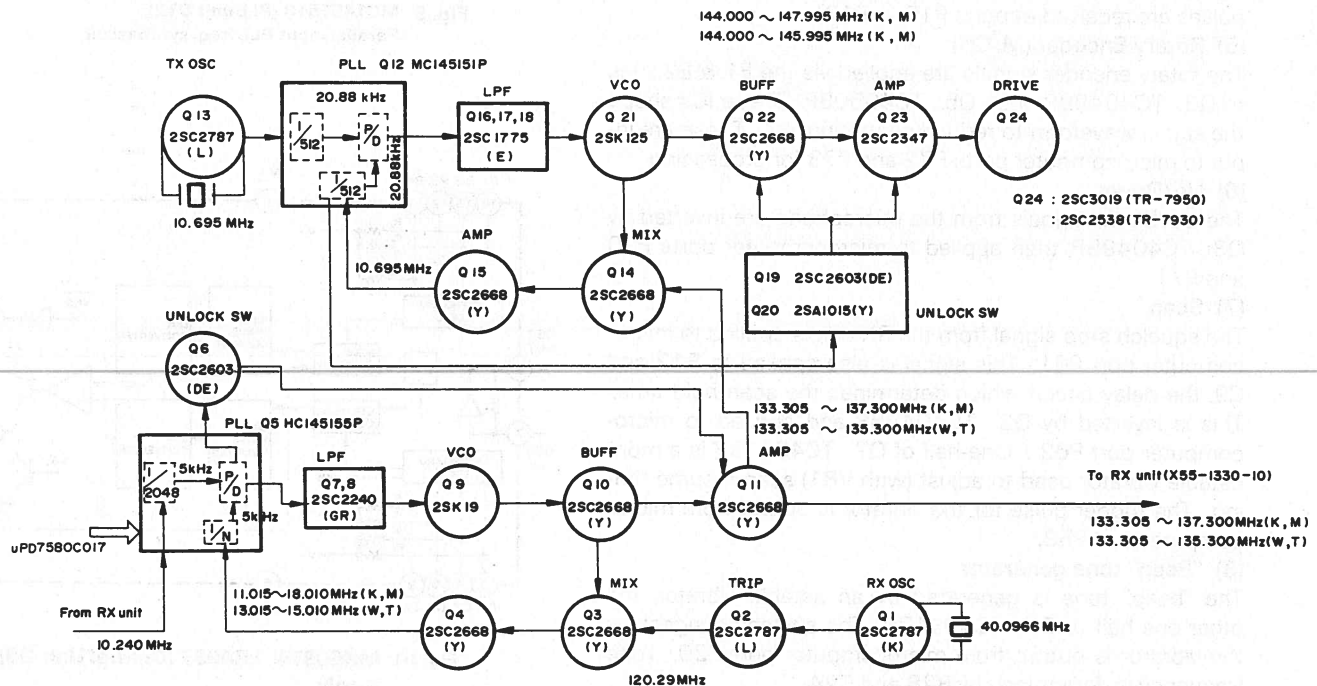 144.000 ~ 147.995 MHz (K, M)
144.000 ~ 145.995 MHz (K, M)
TX OSC
PLL Q12 MC145151P
LPF
VCO
BUFF
AMP
DRIVE
Q13
2SC2787
(L)
20.88 kHz
1/512
P/D
20.88kHz
1/512
10.695 MHz
Q16,17,18
2SC1775
(E)
Q21
2SK125
Q22
2SC2668
(Y)
Q23
2SC2347
Q24
Q24 : 2SC3019 (TR-7950)
: 2SC2538 (TR-7930)
AMP
MIX
10.695MHz
Q15
2SC2668
(Y)
Q14
2SC2668
(Y)
Q19 2SC2603(DE)
Q20 2SA1015(Y)
UNLOCK SW
UNLOCK SW
Q6
2SC2603
(DE)
133.305 ~ 137.300MHz (K,M)
133.305 ~ 135.300MHz(W,T)
PLL Q5 HC145155P
LPF
VCO
BUFF
AMP
To RX unit (X55-1330-10)
1/2048
5kHz
P/D
5kHz
1/N
Q7,8
2SC2240
(GR)
Q9
2SK19
Q10
2SC2668
(Y)
Q11
2SC2668
(Y)
133.305 ~ 137.300MHz(K,M)
133.305 ~ 135.300MHz(W,T)
uPD7580C017
From RX unit
10.240 MHz
11.015~18.010MHz (K,M)
13.015~15.010MHz (W,T)
MIX
TRIP
RX OSC
Q4
2SC2668
(Y)
Q3
2SC2668
(Y)
Q2
2SC2787
(L)
Q1
2SC2787
(K)
40.0966 MHz
120.29MHz